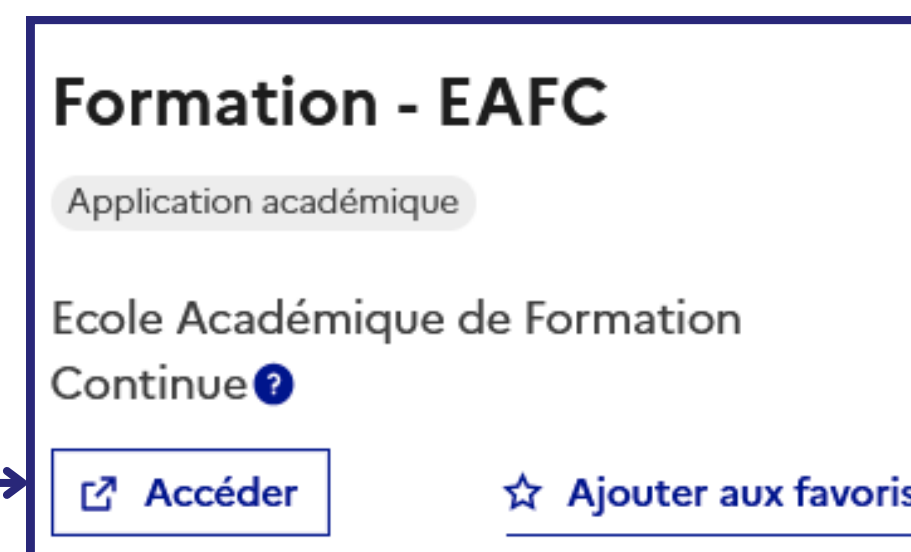 Formation - EAFC
Application académique
Ecole Académique de Formation
Continue ?
Accéder
Ajouter aux favoris